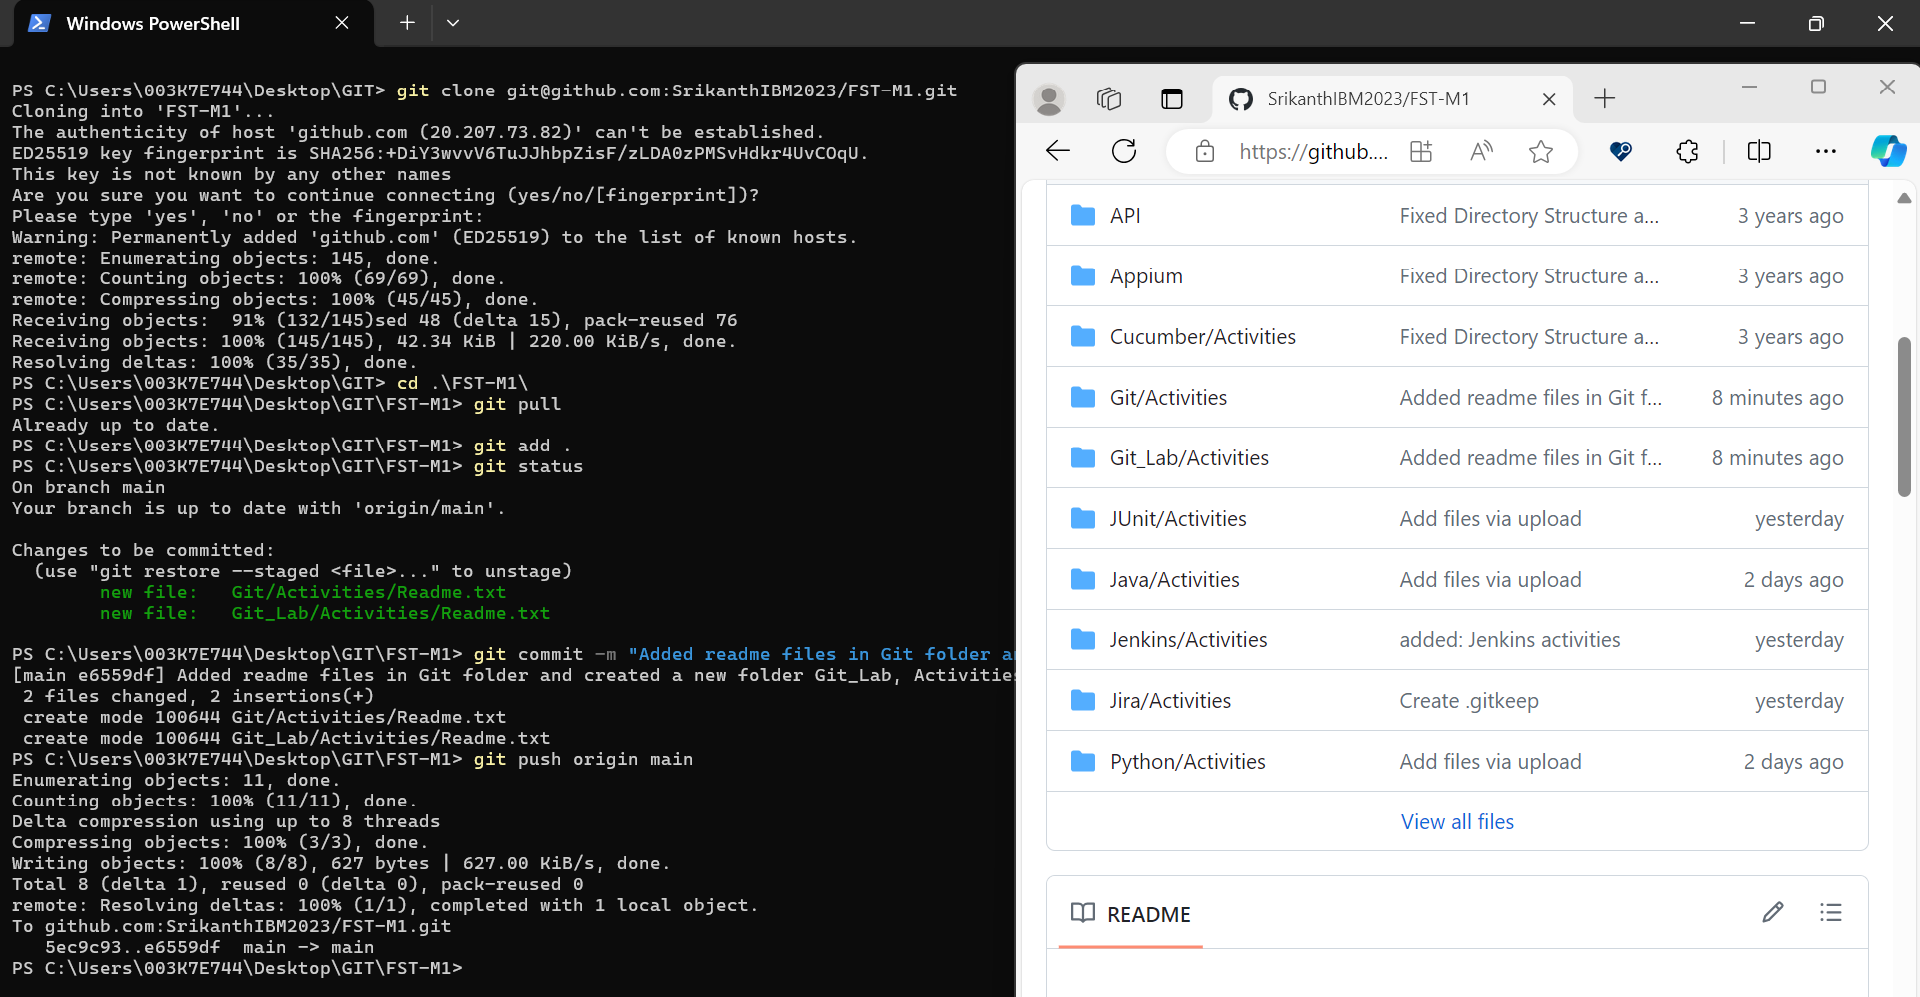 Windows PowerShell
PS C:\Users\003K7E744\Desktop\GIT> git clone git@github.com:SrikanthIBM2023/FST-M1.git
Cloning into 'FST-M1'...
The authenticity of host 'github.com (20.207.73.82)' can't be established.
ED25519 key fingerprint is SHA256:+DiY3wvvV6TuJJhbpZisF/zLDA0zPMSvHdkr4UvCOqU.
This key is not known by any other names
Are you sure you want to continue connecting (yes/no/[fingerprint])?
Please type 'yes', 'no' or the fingerprint:
Warning: Permanently added 'github.com' (ED25519) to the list of known hosts.
remote: Enumerating objects: 145, done.
remote: Counting objects: 100% (69/69), done.
remote: Compressing objects: 100% (45/45), done.
Receiving objects:  91% (132/145)sed 48 (delta 15), pack-reused 76
Receiving objects: 100% (145/145), 42.34 KiB | 220.00 KiB/s, done.
Resolving deltas: 100% (35/35), done.
PS C:\Users\003K7E744\Desktop\GIT> cd .\FST-M1\
PS C:\Users\003K7E744\Desktop\GIT\FST-M1> git pull
Already up to date.
PS C:\Users\003K7E744\Desktop\GIT\FST-M1> git add .
PS C:\Users\003K7E744\Desktop\GIT\FST-M1> git status
On branch main
Your branch is up to date with 'origin/main'.
Changes to be committed:
(use "git restore --staged <file>..." to unstage)
new file:   Git/Activities/Readme.txt
new file:   Git_Lab/Activities/Readme.txt
PS C:\Users\003K7E744\Desktop\GIT\FST-M1> git commit -m "Added readme files in Git folder a
[main e6559df] Added readme files in Git folder and created a new folder Git_Lab, Activitie
2 files changed, 2 insertions(+)
create mode 100644 Git/Activities/Readme.txt
create mode 100644 Git_Lab/Activities/Readme.txt
PS C:\Users\003K7E744\Desktop\GIT\FST-M1> git push origin main
Enumerating objects: 11, done.
Counting objects: 100% (11/11), done.
Delta compression using up to 8 threads
Compressing objects: 100% (3/3), done.
Writing objects: 100% (8/8), 627 bytes | 627.00 KiB/s, done.
Total 8 (delta 1), reused 0 (delta 0), pack-reused 0
remote: Resolving deltas: 100% (1/1), completed with 1 local object.
To github.com:SrikanthIBM2023/FST-M1.git
5ec9c93..e6559df  main -> main
PS C:\Users\003K7E744\Desktop\GIT\FST-M1>
SrikanthIBM2023/FST-M1
https://github....
API Fixed Directory Structure a... 3 years ago
Appium Fixed Directory Structure a... 3 years ago
Cucumber/Activities Fixed Directory Structure a... 3 years ago
Git/Activities Added readme files in Git f... 8 minutes ago
Git_Lab/Activities Added readme files in Git f... 8 minutes ago
JUnit/Activities Add files via upload yesterday
Java/Activities Add files via upload 2 days ago
Jenkins/Activities added: Jenkins activities yesterday
Jira/Activities Create .gitkeep yesterday
Python/Activities Add files via upload 2 days ago
View all files
README